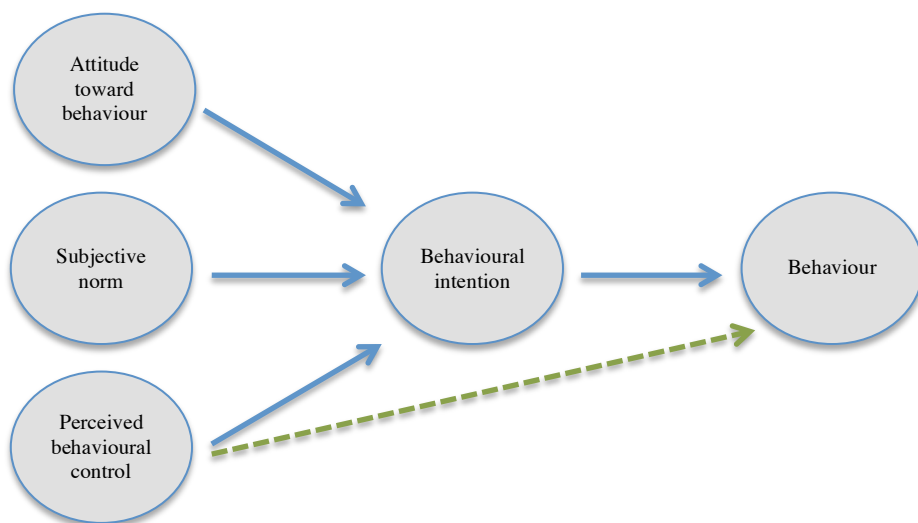 Attitude
toward
behaviour
Subjective
norm
Perceived
behavioural
control
Behavioural
intention
Behaviour